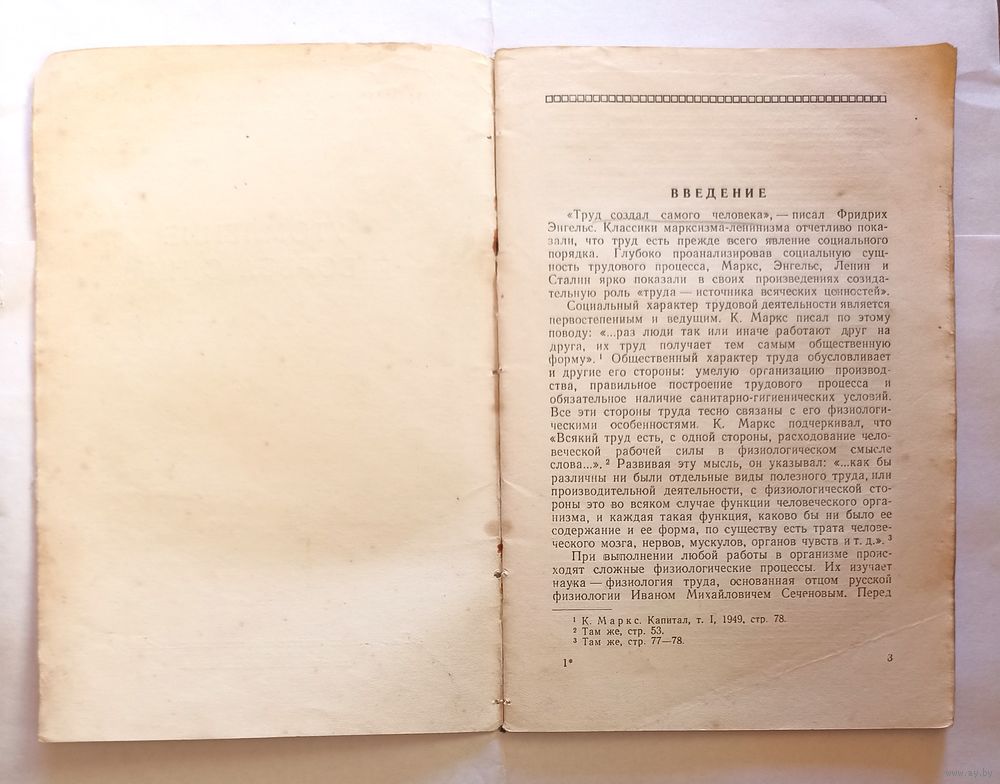 ВВЕДЕНИЕ
«Труд создал самого человека», — писал Фридрих
Энгельс. Классики марксизма-ленинизма отчетливо пока-
зали, что труд есть прежде всего явление социального
порядка. Глубоко проанализировав социальную сущ-
ность трудового процесса, Маркс, Энгельс, Ленин и
Сталин ярко показали в своих произведениях созида-
тельную роль «труда — источника всяческих ценностей».
Социальный характер трудовой деятельности является
первостепенным и ведущим. К. Маркс писал по этому
поводу: «...раз люди так или иначе работают друг на
друга, их труд получает тем самым общественную
форму».¹ Общественный характер труда обусловливает
и другие его стороны: умелую организацию производ-
ства, правильное построение трудового процесса и
обязательное наличие санитарно-гигиенических условий.
Все эти стороны труда тесно связаны с его физиологи-
ческими особенностями. К. Маркс подчеркивал, что
«Всякий труд есть, с одной стороны, расходование чело-
веческой рабочей силы в физиологическом смысле
слова...».² Развивая эту мысль, он указывал: «...как бы
различны ни были отдельные виды полезного труда, или
производительной деятельности, с физиологической сто-
роны это во всяком случае функции человеческого орга-
низма, и каждая такая функция, каково бы ни было ее
содержание и ее форма, по существу есть трата челове-
ческого мозга, нервов, мускулов, органов чувств и т. д.».³
При выполнении любой работы в организме проис-
ходят сложные физиологические процессы. Их изучает
наука — физиология труда, основанная отцом русской
физиологии Иваном Михайловичем Сеченовым. Перед
¹ К. Маркс. Капитал, т. I, 1949, стр. 78.
² Там же, стр. 53.
³ Там же, стр. 77—78.
1*
3
www.ay.by